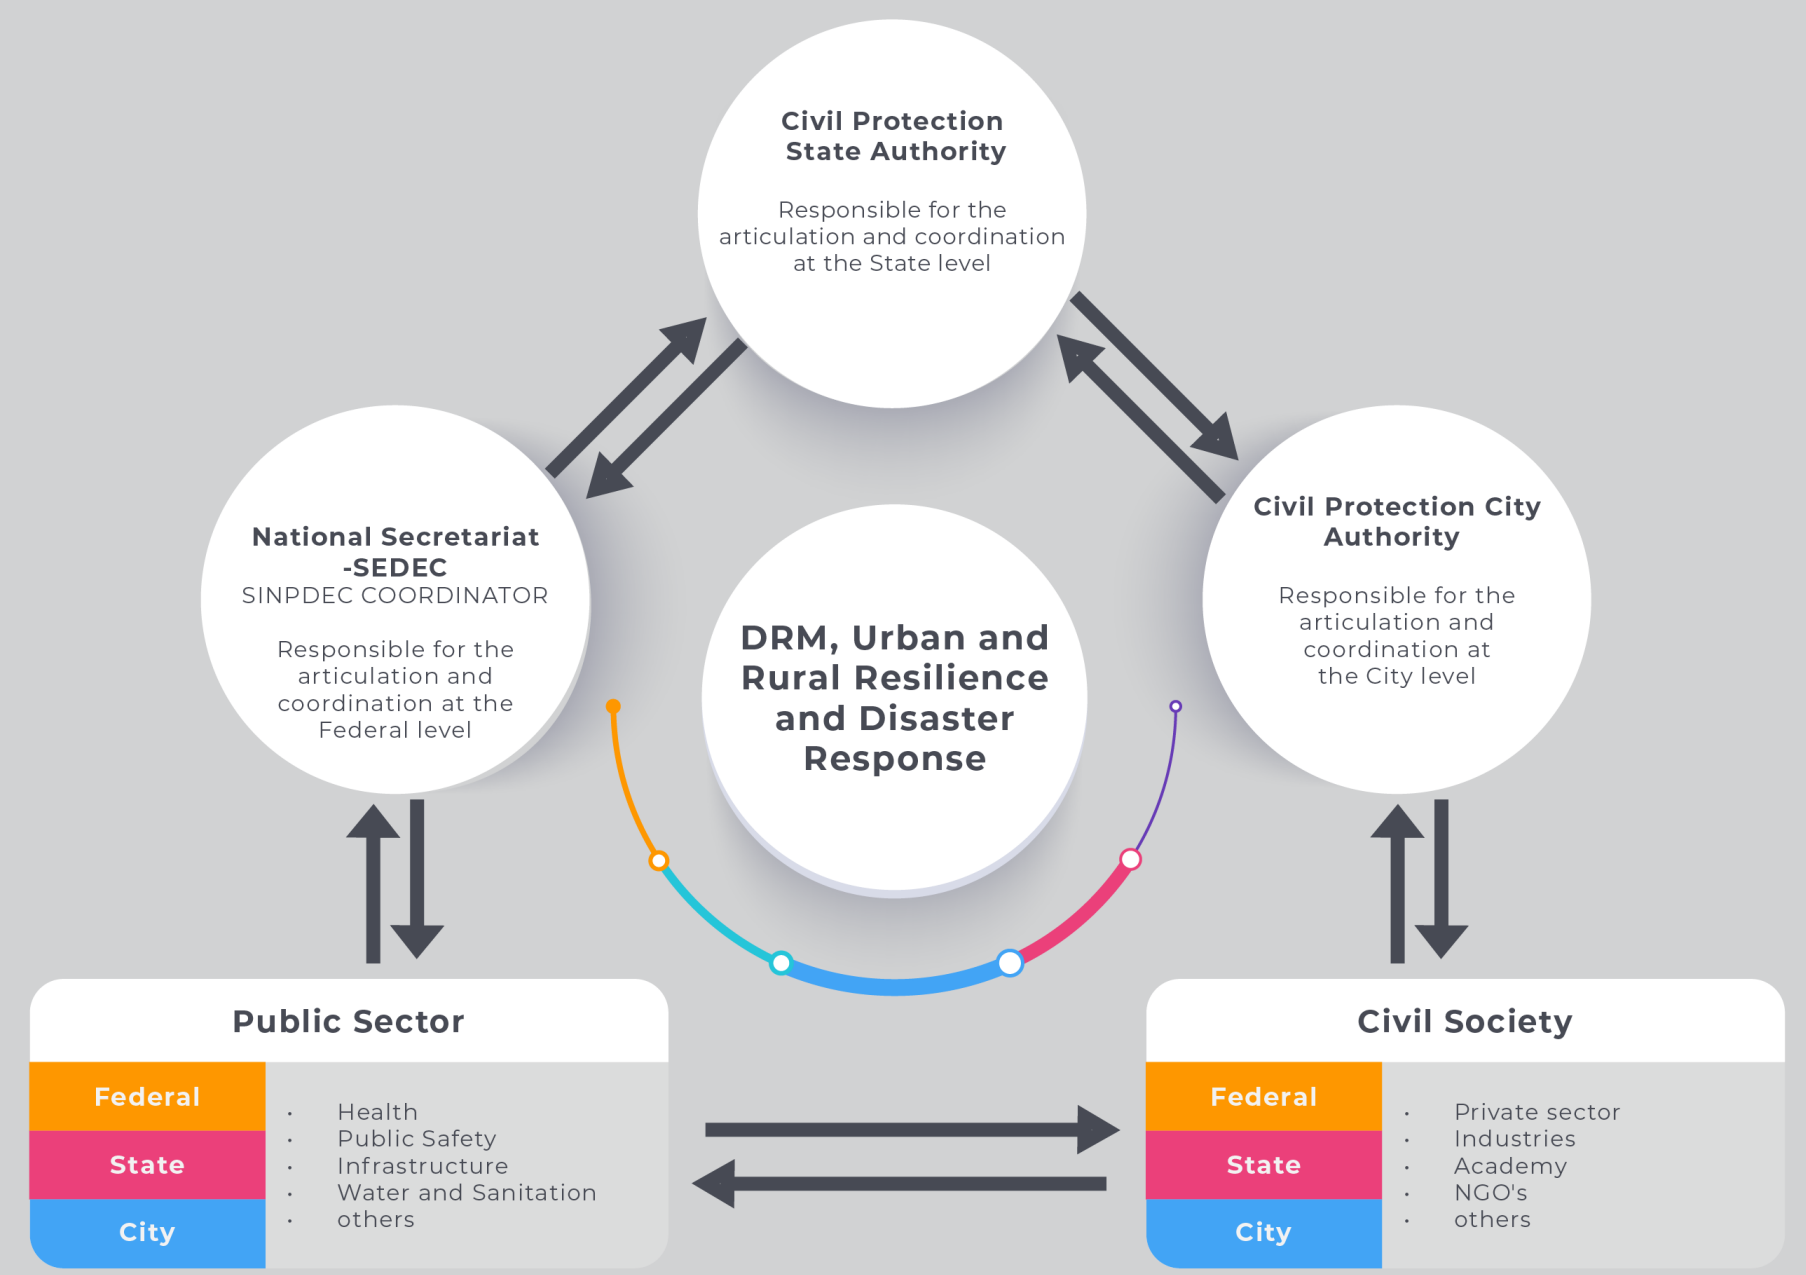 Civil Protection
State Authority
Responsible for the
articulation and coordination
at the State level
National Secretariat
-SEDEC
SINPDEC COORDINATOR
Responsible for the
articulation and
coordination at the
Federal level
DRM, Urban and
Rural Resilience
and Disaster
Response
Civil Protection City
Authority
Responsible for the
articulation and
coordination at
the City level
Public Sector
Federal
State
City
• Health
• Public Safety
• Infrastructure
• Water and Sanitation
• others
Civil Society
Federal
State
City
• Private sector
• Industries
• Academy
• NGO's
• others